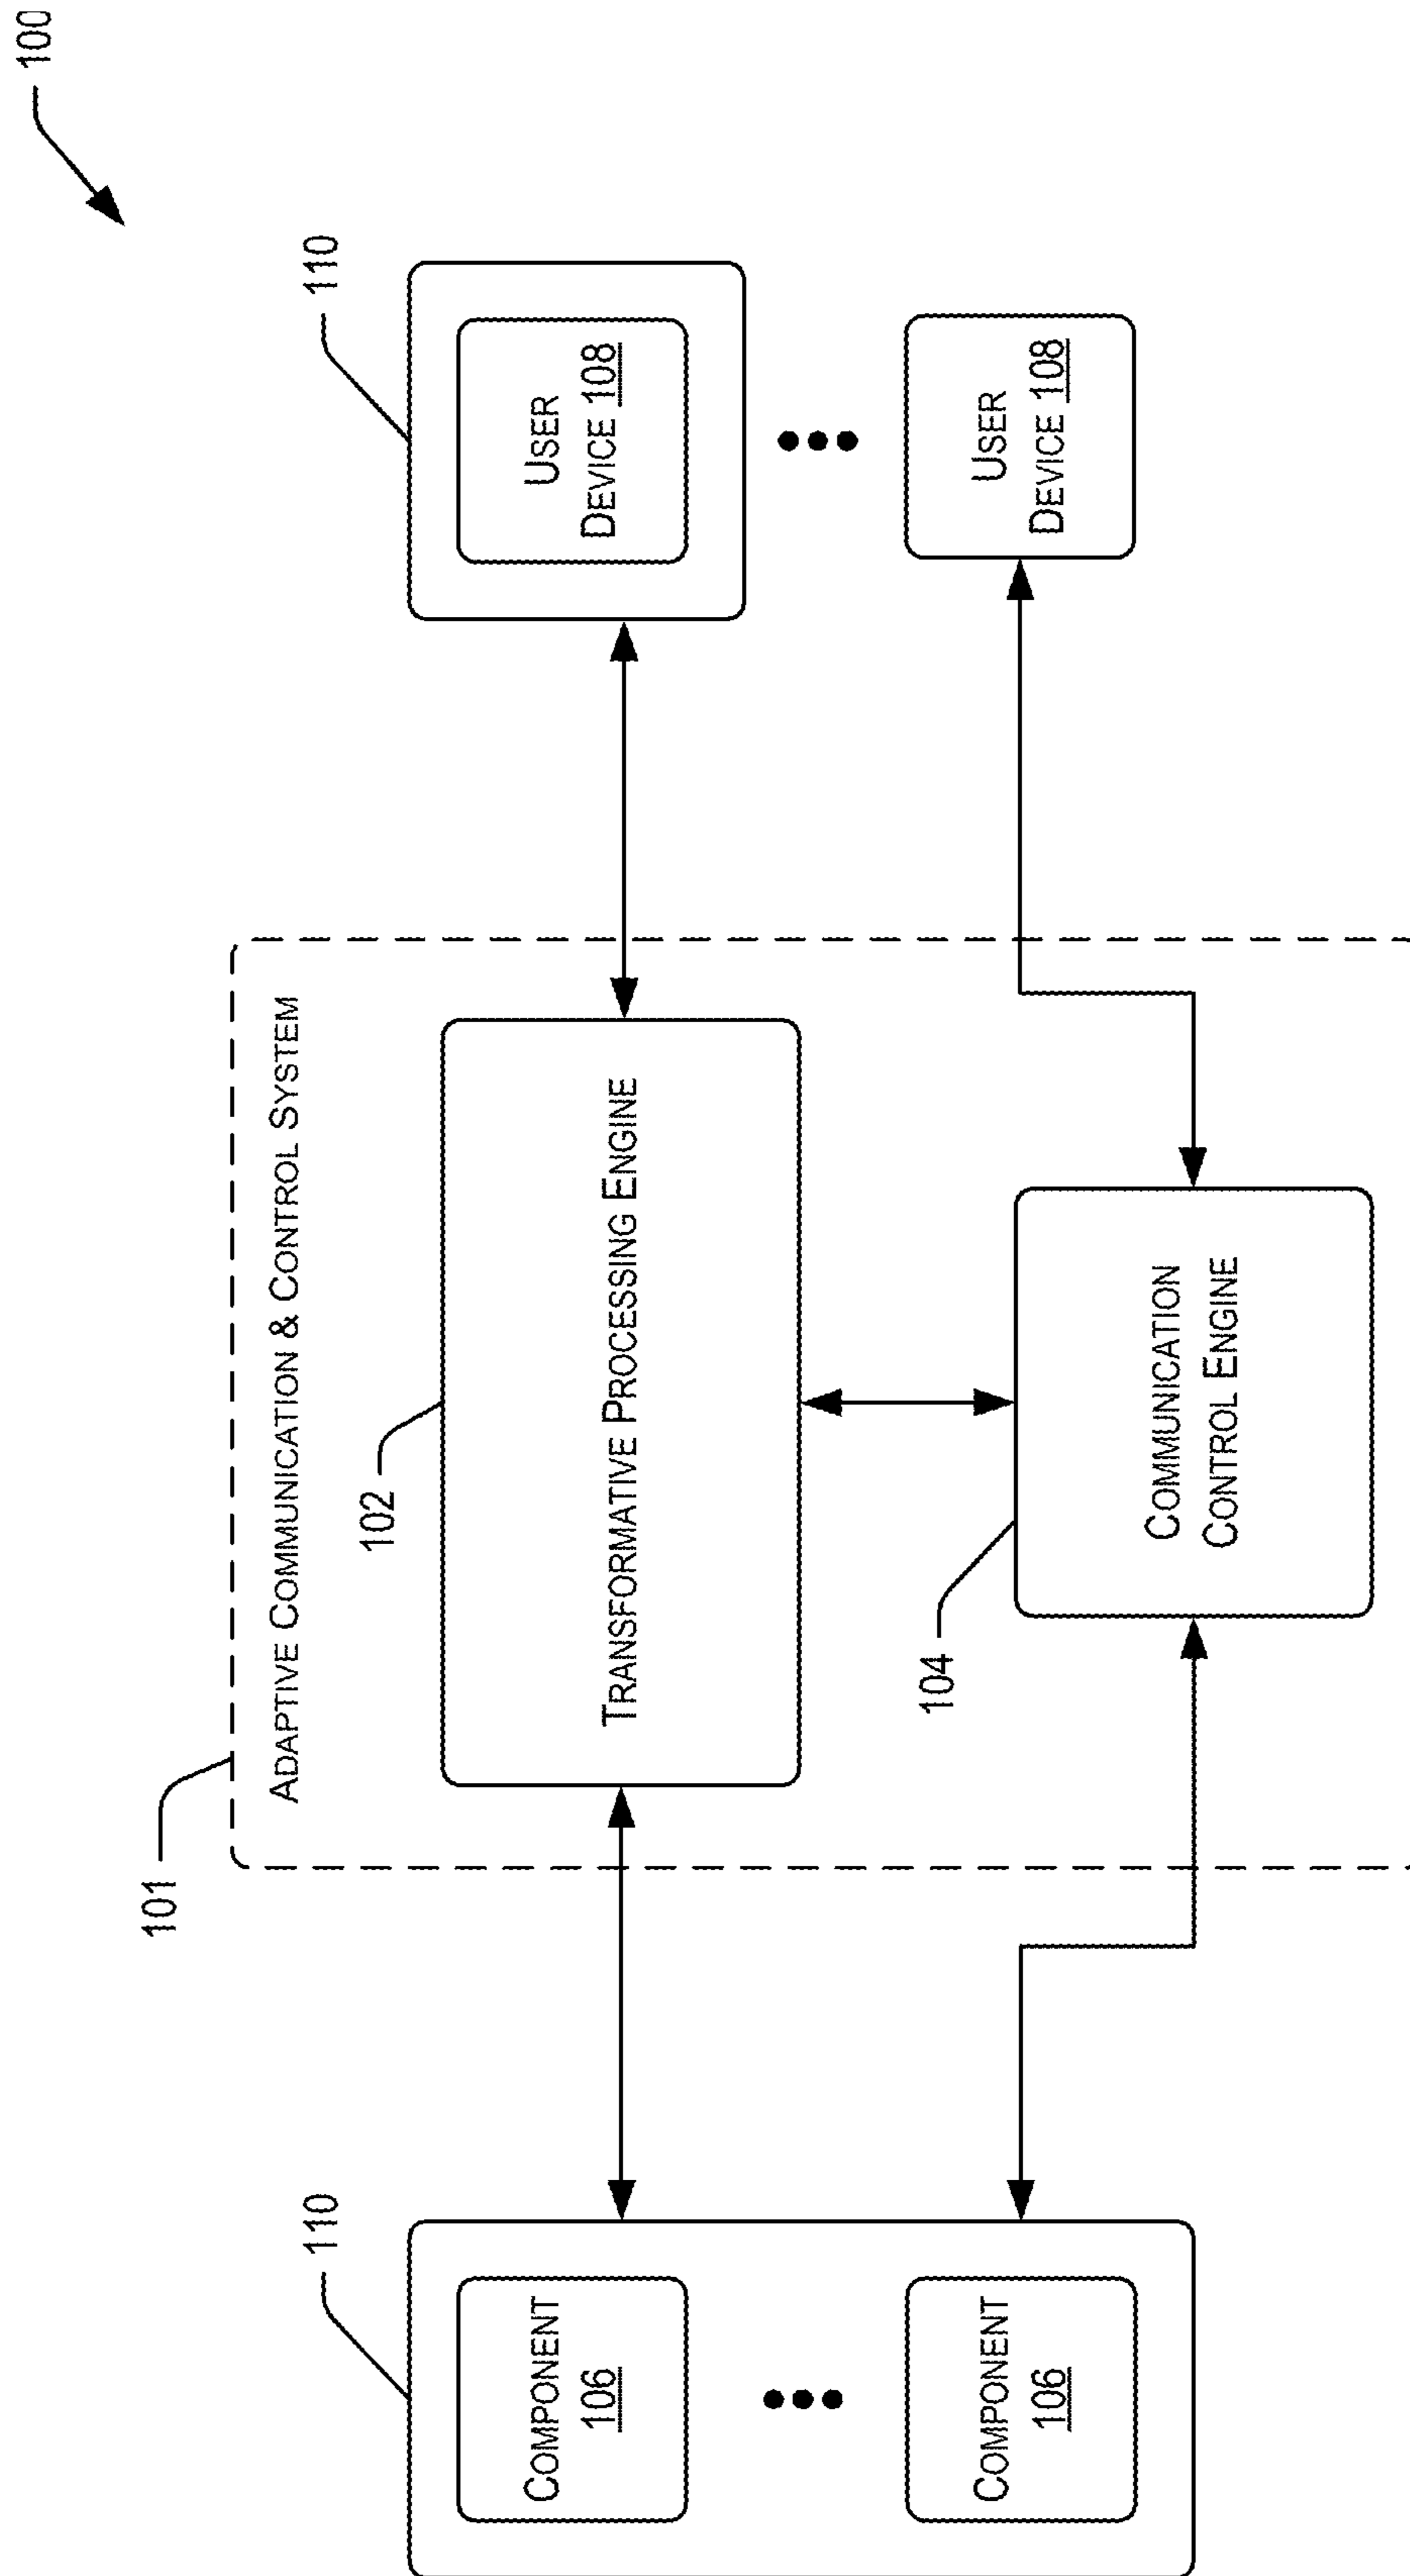 100
101
ADAPTIVE COMMUNICATION & CONTROL SYSTEM
110
102
110
COMPONENT
106
TRANSFORMATIVE PROCESSING ENGINE
USER
DEVICE 108
104
COMPONENT
106
COMMUNICATION
CONTROL ENGINE
USER
DEVICE 108